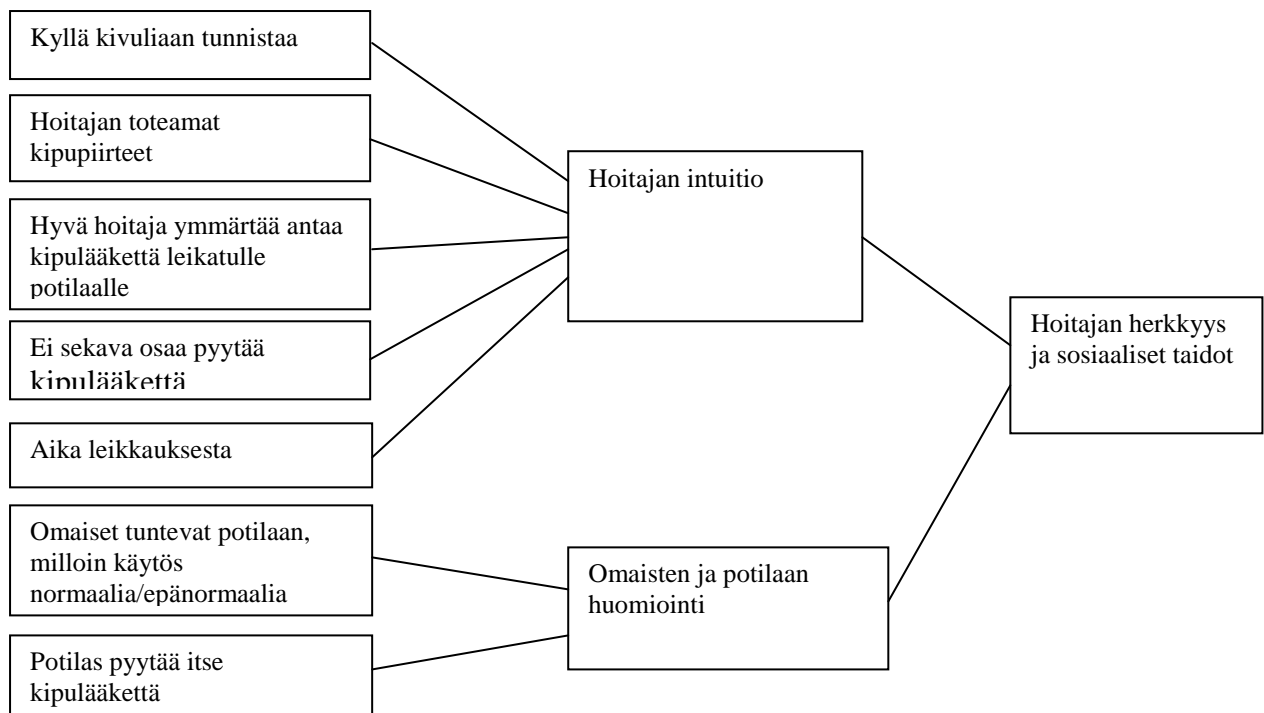 Kyllä kivuliaan tunnistaa
Hoitajan toteamat
kipupiirteet
Hyvä hoitaja ymmärtää antaa
kipulääkettä leikatulle
potilaalle
Ei sekava osaa pyytää
kipulääkettä
Aika leikkauksesta
Omaiset tuntevat potilaan,
milloin käytös
normaalia/epänormaalia
Potilas pyytää itse
kipulääkettä
Hoitajan intuitio
Omaisten ja potilaan
huomiointi
Hoitajan herkkyys
ja sosiaaliset taidot